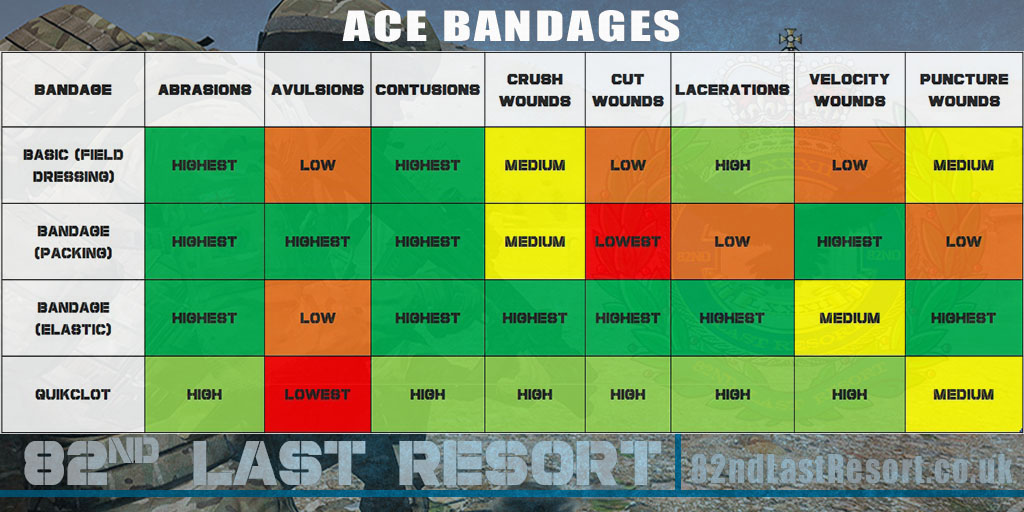 ACE BANDAGES
BANDAGE ABRASIONS AVULSIONS CONTUSIONS CRUSH WOUNDS CUT WOUNDS LACERATIONS VELOCITY WOUNDS PUNCTURE WOUNDS
BASIC (FIELD DRESSING) HIGHEST LOW HIGHEST MEDIUM LOW HIGH LOW MEDIUM
BANDAGE (PACKING) HIGHEST HIGHEST HIGHEST MEDIUM LOWEST LOW HIGHEST LOW
BANDAGE (ELASTIC) HIGHEST LOW HIGHEST HIGHEST HIGHEST HIGHEST MEDIUM HIGHEST
QUIKCLOT HIGH LOWEST HIGH HIGH HIGH HIGH HIGH MEDIUM
82ND LAST RESORT 82ndLastResort.co.uk